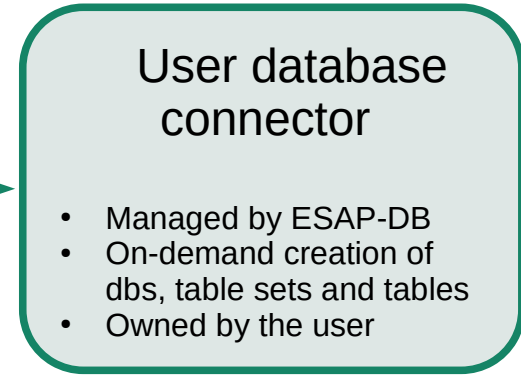 User database
connector
• Managed by ESAP-DB
• On-demand creation of
dbs, table sets and tables
• Owned by the user